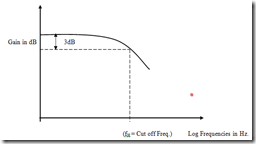 Gain in dB
3dB
(fH = Cut off Freq.)
Log Frequencies in Hz.